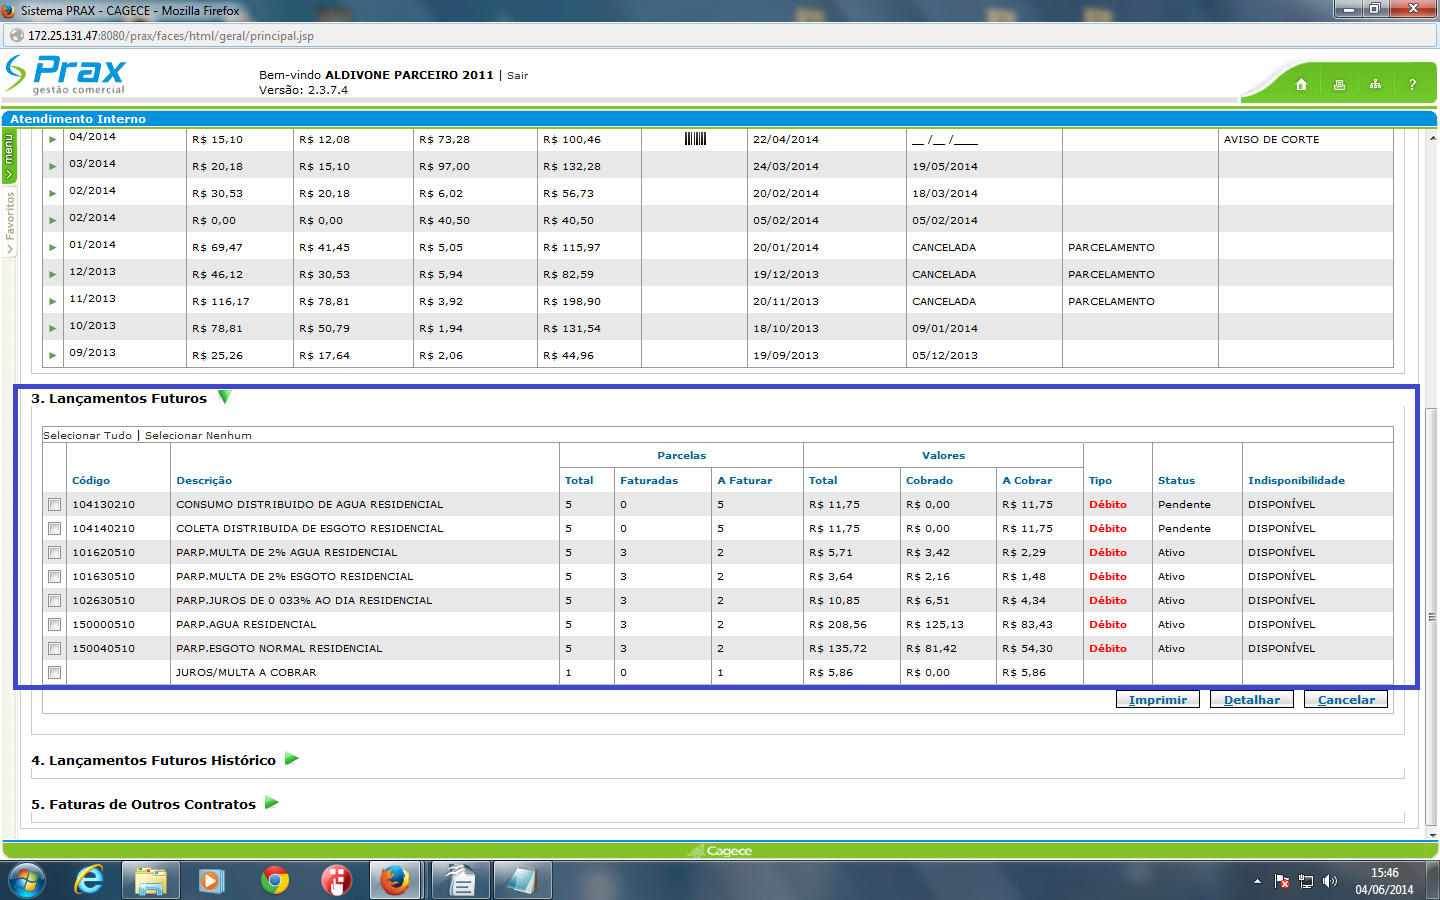 Sistema PRAX - CAGECE - Mozilla Firefox
172.25.131.47:8080/prax/faces/html/geral/principal.jsp
Prax
gestão comercial
Bem-vindo ALDIVONE PARCEIRO 2011 | Sair
Versão: 2.3.7.4
?
Atendimento Interno
menu
Favoritos
04/2014 R$ 15,10 R$ 12,08 R$ 73,28 R$ 100,46 22/04/2014 __ /__ /____ AVISO DE CORTE
03/2014 R$ 20,18 R$ 15,10 R$ 97,00 R$ 132,28 24/03/2014 19/05/2014
02/2014 R$ 30,53 R$ 20,18 R$ 6,02 R$ 56,73 20/02/2014 18/03/2014
02/2014 R$ 0,00 R$ 0,00 R$ 40,50 R$ 40,50 05/02/2014 05/02/2014
01/2014 R$ 69,47 R$ 41,45 R$ 5,05 R$ 115,97 20/01/2014 CANCELADA PARCELAMENTO
12/2013 R$ 46,12 R$ 30,53 R$ 5,94 R$ 82,59 19/12/2013 CANCELADA PARCELAMENTO
11/2013 R$ 116,17 R$ 78,81 R$ 3,92 R$ 198,90 20/11/2013 CANCELADA PARCELAMENTO
10/2013 R$ 78,81 R$ 50,79 R$ 1,94 R$ 131,54 18/10/2013 09/01/2014
09/2013 R$ 25,26 R$ 17,64 R$ 2,06 R$ 44,96 19/09/2013 05/12/2013
3. Lançamentos Futuros
Selecionar Tudo | Selecionar Nenhum
Parcelas Valores
Código Descrição Total Faturadas A Faturar Total Cobrado A Cobrar Tipo Status Indisponibilidade
104130210 CONSUMO DISTRIBUIDO DE AGUA RESIDENCIAL 5 0 5 R$ 11,75 R$ 0,00 R$ 11,75 Débito Pendente DISPONÍVEL
104140210 COLETA DISTRIBUIDA DE ESGOTO RESIDENCIAL 5 0 5 R$ 11,75 R$ 0,00 R$ 11,75 Débito Pendente DISPONÍVEL
101620510 PARP.MULTA DE 2% AGUA RESIDENCIAL 5 3 2 R$ 5,71 R$ 3,42 R$ 2,29 Débito Ativo DISPONÍVEL
101630510 PARP.MULTA DE 2% ESGOTO RESIDENCIAL 5 3 2 R$ 3,64 R$ 2,16 R$ 1,48 Débito Ativo DISPONÍVEL
102630510 PARP.JUROS DE 0 033% AO DIA RESIDENCIAL 5 3 2 R$ 10,85 R$ 6,51 R$ 4,34 Débito Ativo DISPONÍVEL
150000510 PARP.AGUA RESIDENCIAL 5 3 2 R$ 208,56 R$ 125,13 R$ 83,43 Débito Ativo DISPONÍVEL
150040510 PARP.ESGOTO NORMAL RESIDENCIAL 5 3 2 R$ 135,72 R$ 81,42 R$ 54,30 Débito Ativo DISPONÍVEL
JUROS/MULTA A COBRAR 1 0 1 R$ 5,86 R$ 0,00 R$ 5,86
Imprimir Detalhar Cancelar
4. Lançamentos Futuros Histórico
5. Faturas de Outros Contratos
Cagece
15:46
04/06/2014